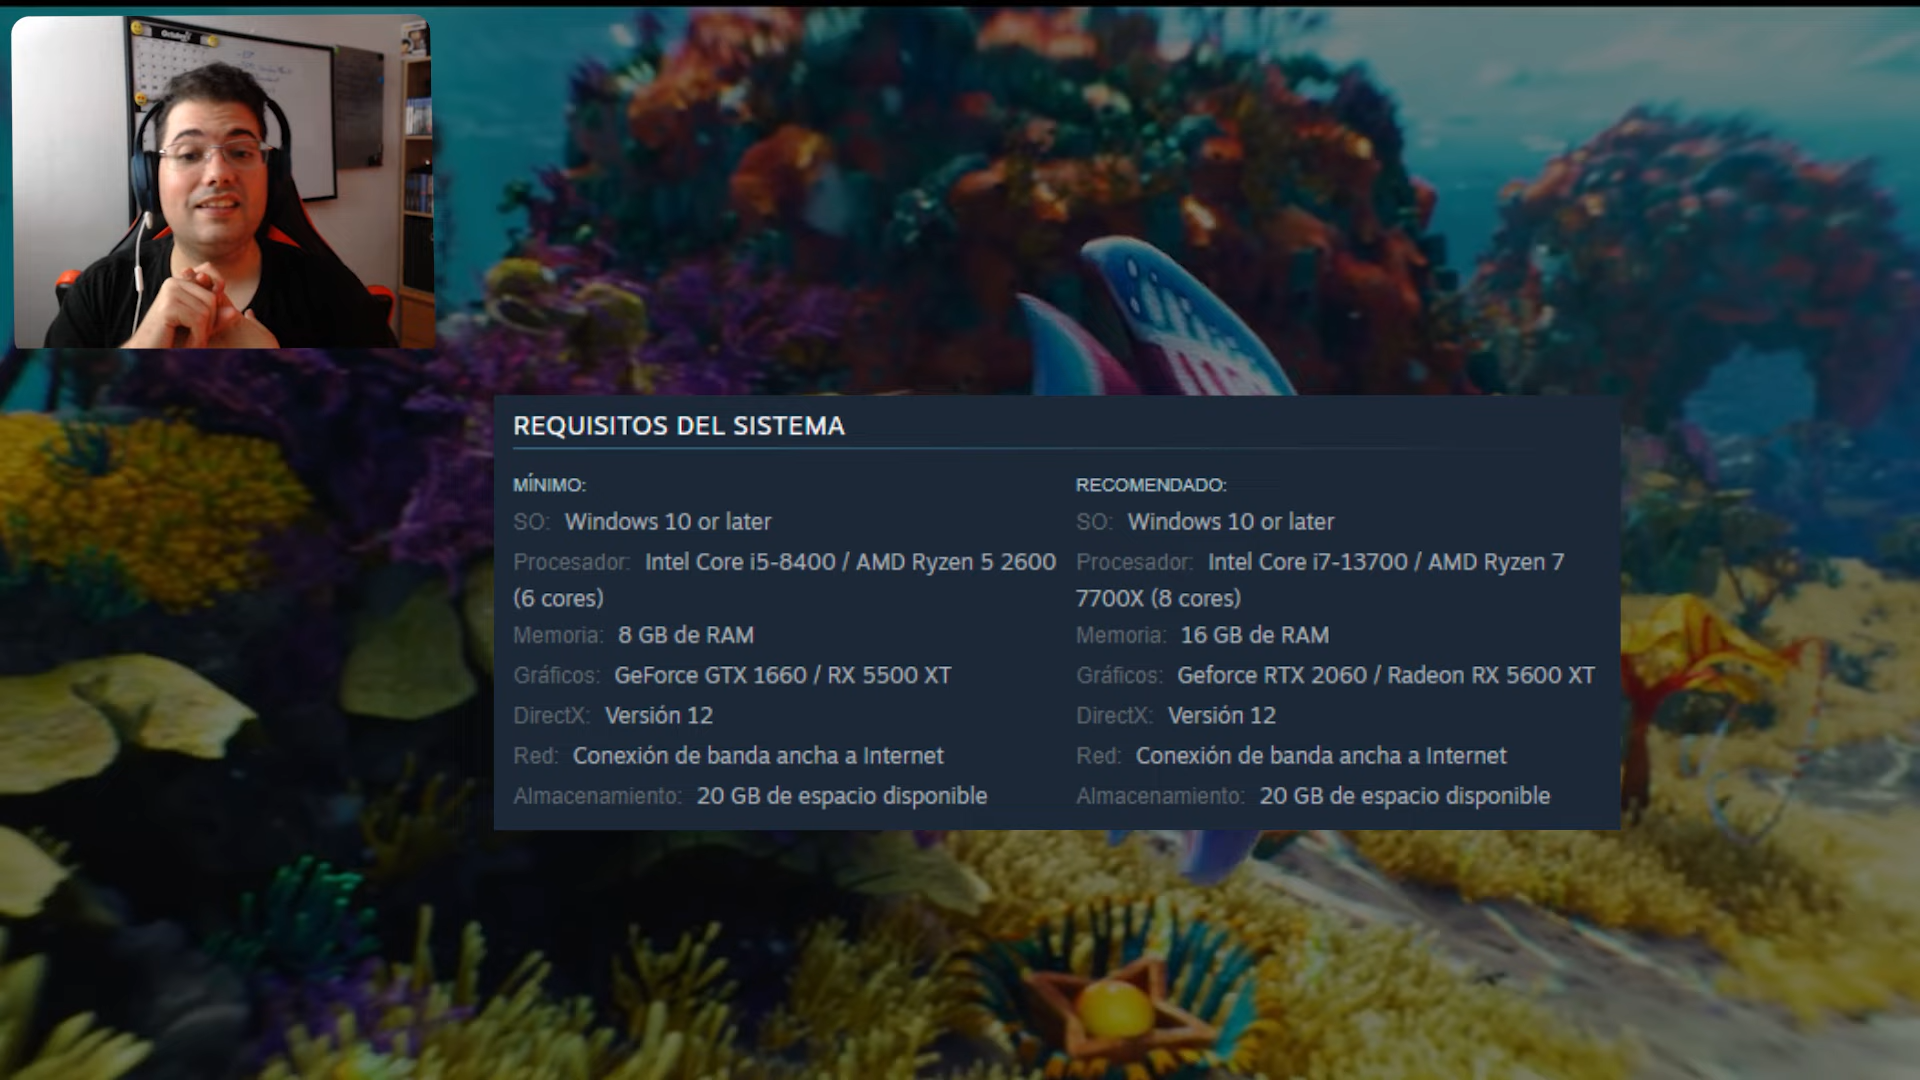 October
REQUISITOS DEL SISTEMA
MÍNIMO:
SO: Windows 10 or later
Procesador: Intel Core i5-8400 / AMD Ryzen 5 2600
(6 cores)
Memoria: 8 GB de RAM
Gráficos: GeForce GTX 1660 / RX 5500 XT
DirectX: Versión 12
Red: Conexión de banda ancha a Internet
Almacenamiento: 20 GB de espacio disponible
RECOMENDADO:
SO: Windows 10 or later
Procesador: Intel Core i7-13700 / AMD Ryzen 7
7700X (8 cores)
Memoria: 16 GB de RAM
Gráficos: Geforce RTX 2060 / Radeon RX 5600 XT
DirectX: Versión 12
Red: Conexión de banda ancha a Internet
Almacenamiento: 20 GB de espacio disponible